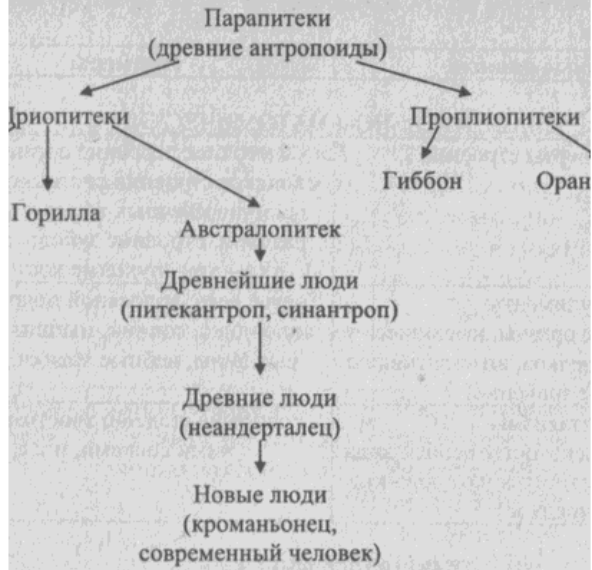 Парапитеки
(древние антропоиды)
Дриопитеки
Проплиопитеки
Гиббон
Оран
Горилла
Австралопитек
Древнейшие люди
(питекантроп, синантроп)
Древние люди
(неандерталец)
Новые люди
(кроманьонец,
современный человек)